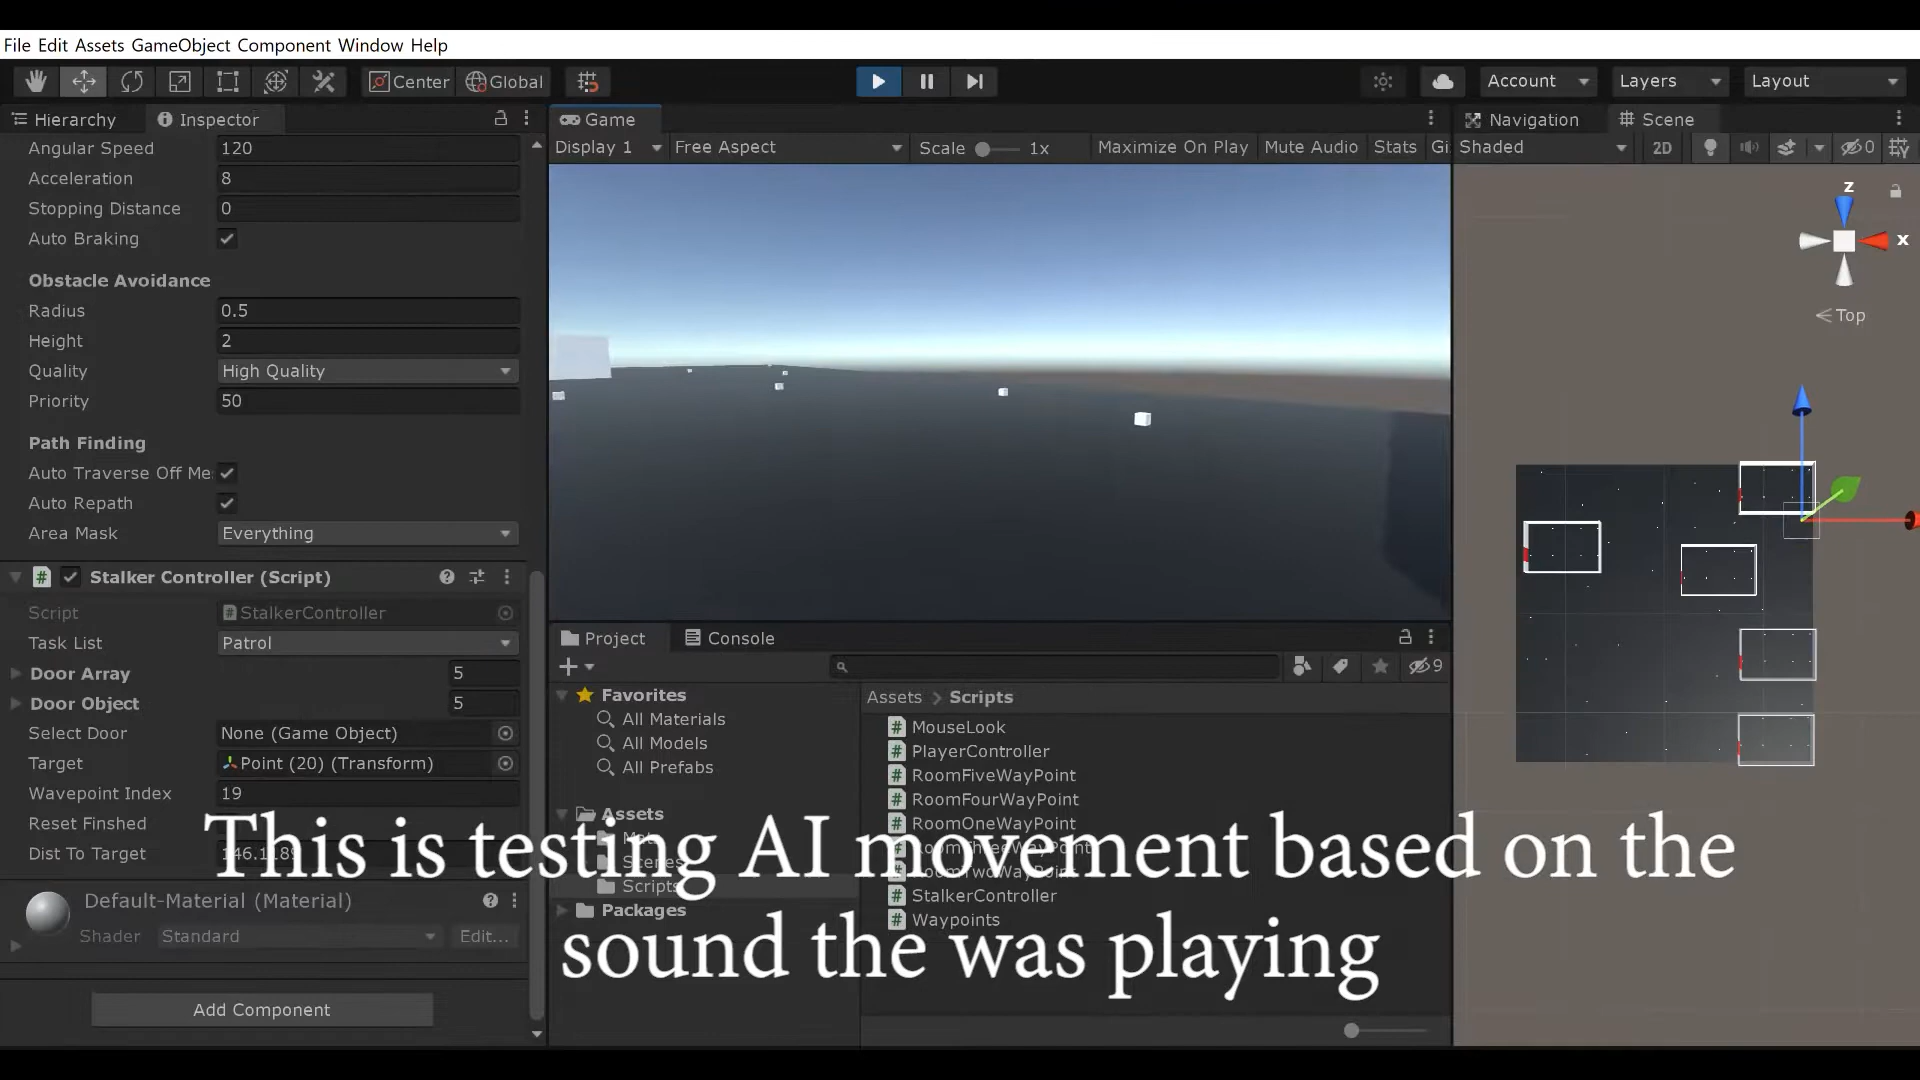 File Edit Assets GameObject Component Window Help
Center Global Account Layers Layout
Hierarchy Inspector Game Navigation Scene
Display 1 Free Aspect Scale 1x Maximize On Play Mute Audio Stats Gi Shaded 2D 0
Angular Speed 120
Acceleration 8
Stopping Distance 0
Auto Braking
Obstacle Avoidance
Radius 0.5
Height 2
Quality High Quality
Priority 50
Path Finding
Auto Traverse Off Me
Auto Repath
Area Mask Everything
Stalker Controller (Script)
Script StalkerController
Task List Patrol
Door Array 5
Door Object 5
Select Door None (Game Object)
Target Point (20) (Transform)
Wavepoint Index 19
Reset Finshed
Dist To Target
Default-Material (Material)
Shader Standard Edit...
Add Component
Project Console
9
Favorites
All Materials
All Models
All Prefabs
Assets
Scenes
Scripts
Packages
Assets > Scripts
MouseLook
PlayerController
RoomFiveWayPoint
RoomFourWayPoint
RoomOneWayPoint
RoomThreeWayPoint
RoomTwoWayPoint
StalkerController
Waypoints
z
x
Top
This is testing AI movement based on the
sound the was playing